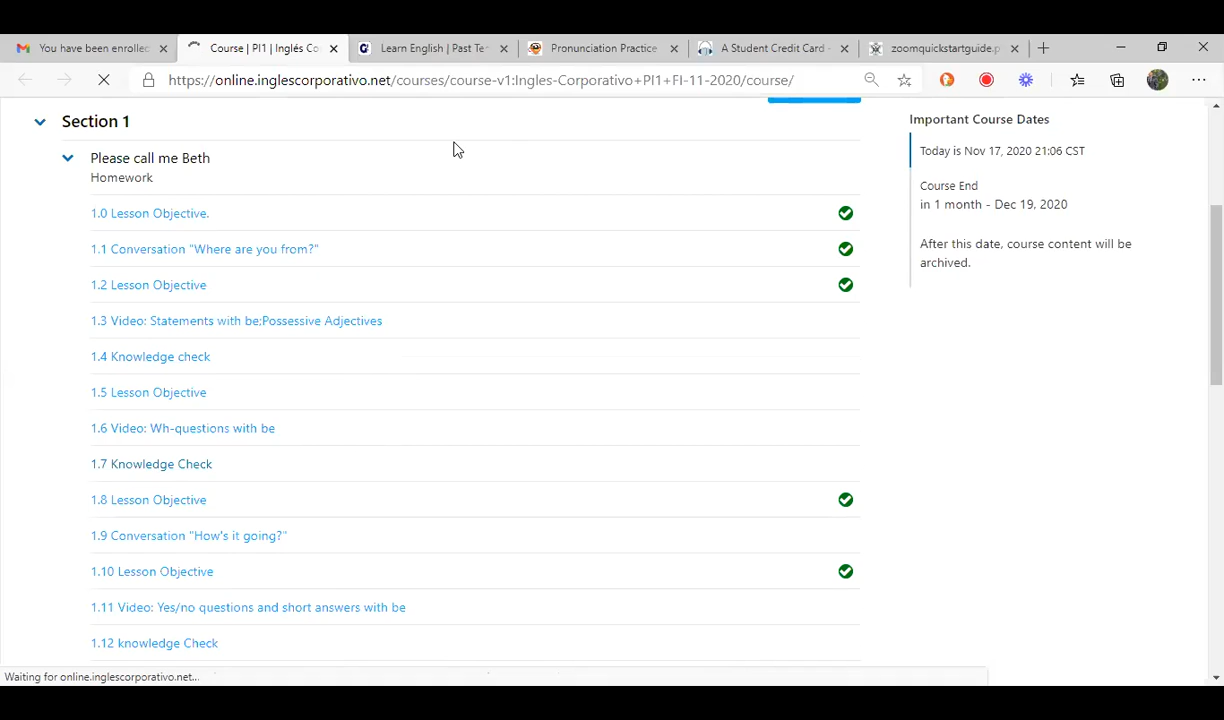 You have been enrolled
Course | PI1 | Inglés Co
Learn English | Past Te
Pronunciation Practice
A Student Credit Card -
zoomquickstartguide.p
https://online.inglescorporativo.net/courses/course-v1:Ingles-Corporativo+PI1+FI-11-2020/course/
Section 1
Please call me Beth
Homework
1.0 Lesson Objective.
1.1 Conversation "Where are you from?"
1.2 Lesson Objective
1.3 Video: Statements with be;Possessive Adjectives
1.4 Knowledge check
1.5 Lesson Objective
1.6 Video: Wh-questions with be
1.7 Knowledge Check
1.8 Lesson Objective
1.9 Conversation "How's it going?"
1.10 Lesson Objective
1.11 Video: Yes/no questions and short answers with be
1.12 knowledge Check
Important Course Dates
Today is Nov 17, 2020 21:06 CST
Course End
in 1 month - Dec 19, 2020
After this date, course content will be
archived.
Waiting for online.inglescorporativo.net...